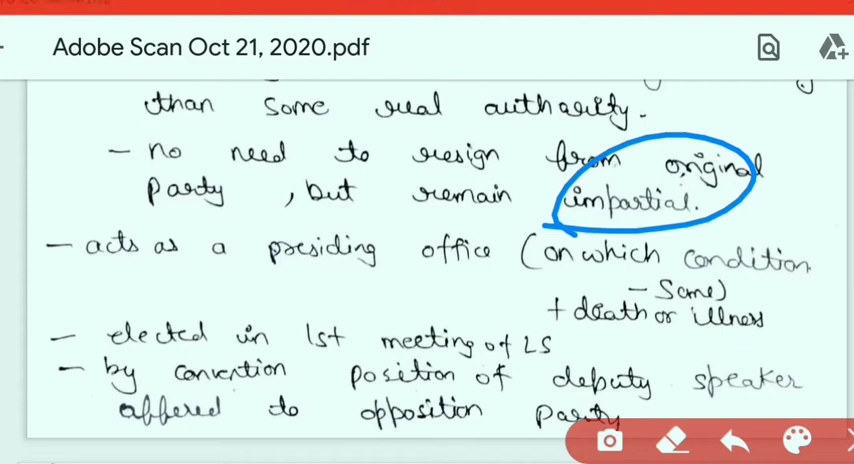 Adobe Scan Oct 21, 2020.pdf
than some real authority.
- no need to resign from original
party, but remain impartial.
- acts as a presiding office (on which condition
- Same)
+ death or illness
- elected in 1st meeting of LS
- by convention position of deputy speaker
offered to opposition party